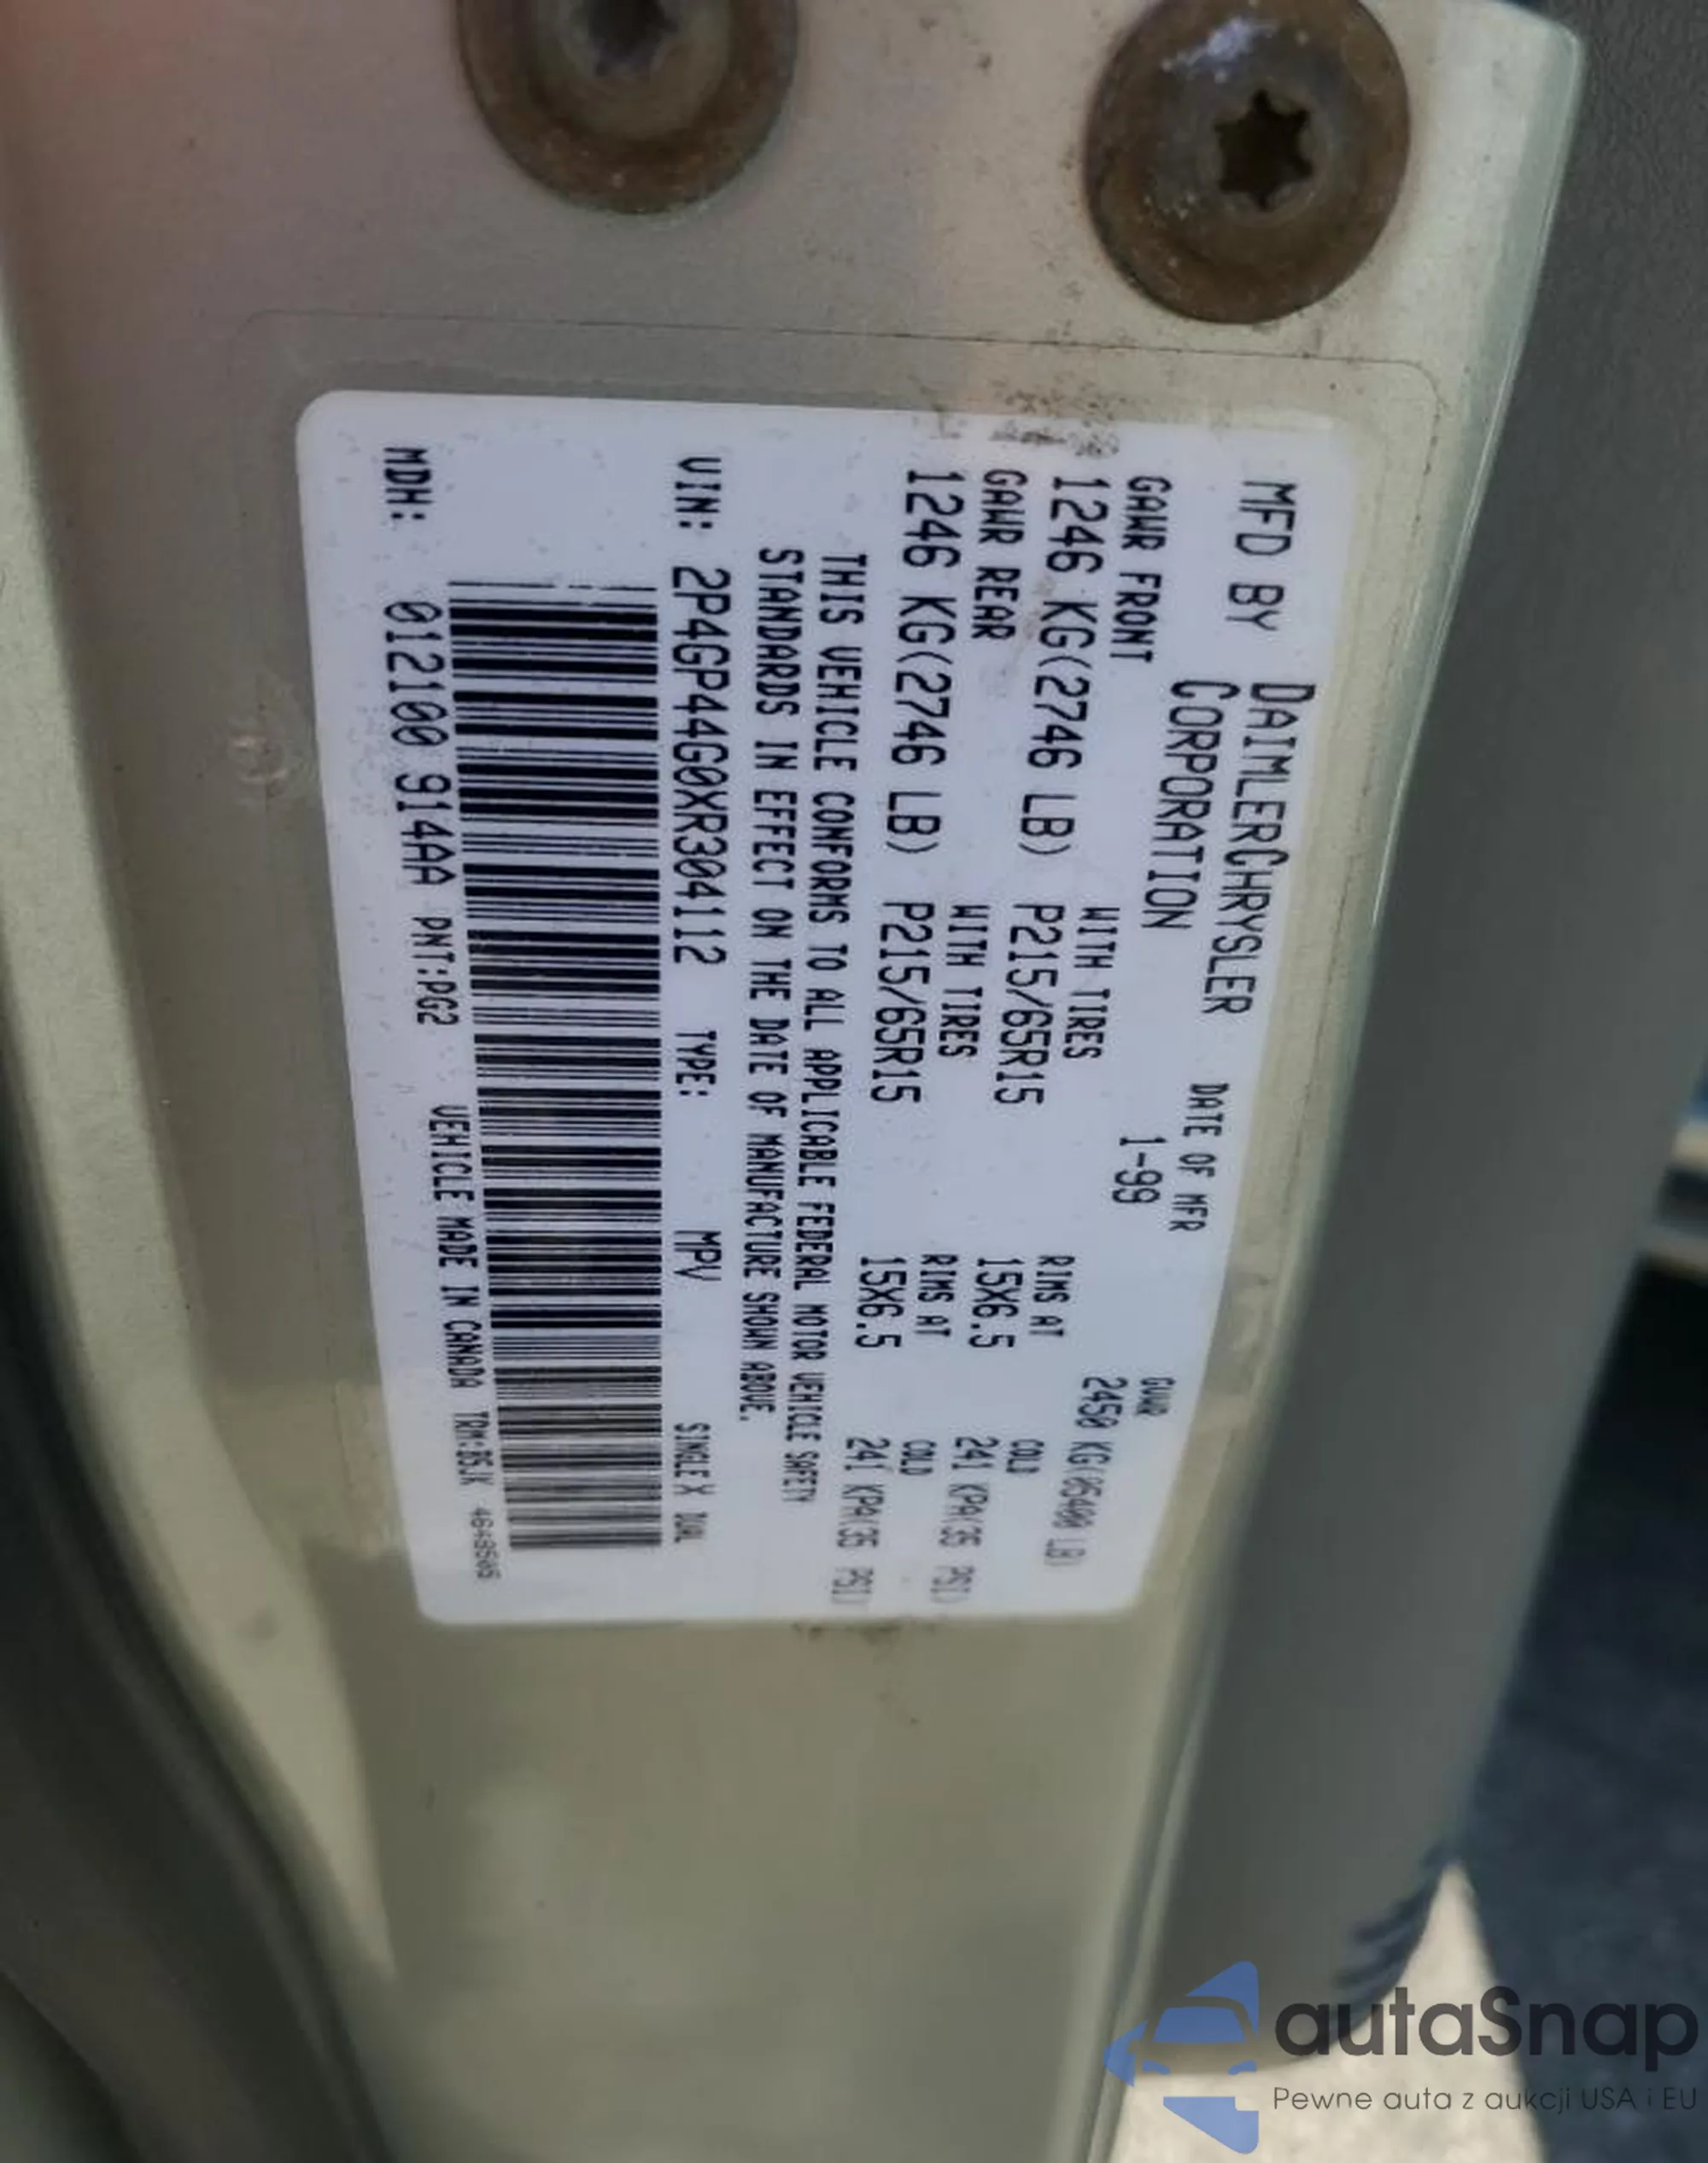 MFD BY DAIMLERCHRYSLER CORPORATION
DATE OF MFR 1-99
GVWR 2450 KG(05400 LB)
GAWR FRONT WITH TIRES RIMS AT COLD
1246 KG(2746 LB) P215/65R15 15X6.5 241 KPA(35 PSI)
GAWR REAR WITH TIRES RIMS AT COLD
1246 KG(2746 LB) P215/65R15 15X6.5 241 KPA(35 PSI)
THIS VEHICLE CONFORMS TO ALL APPLICABLE FEDERAL MOTOR VEHICLE SAFETY
STANDARDS IN EFFECT ON THE DATE OF MANUFACTURE SHOWN ABOVE.
VIN: 2P4GP44G0XR304112 TYPE: MPV SINGLE X DUAL
MDH: 012100 914AA PNT:PG2 VEHICLE MADE IN CANADA TRM:BSJK
autaSnap
Pewne auta z aukcji USA i EU